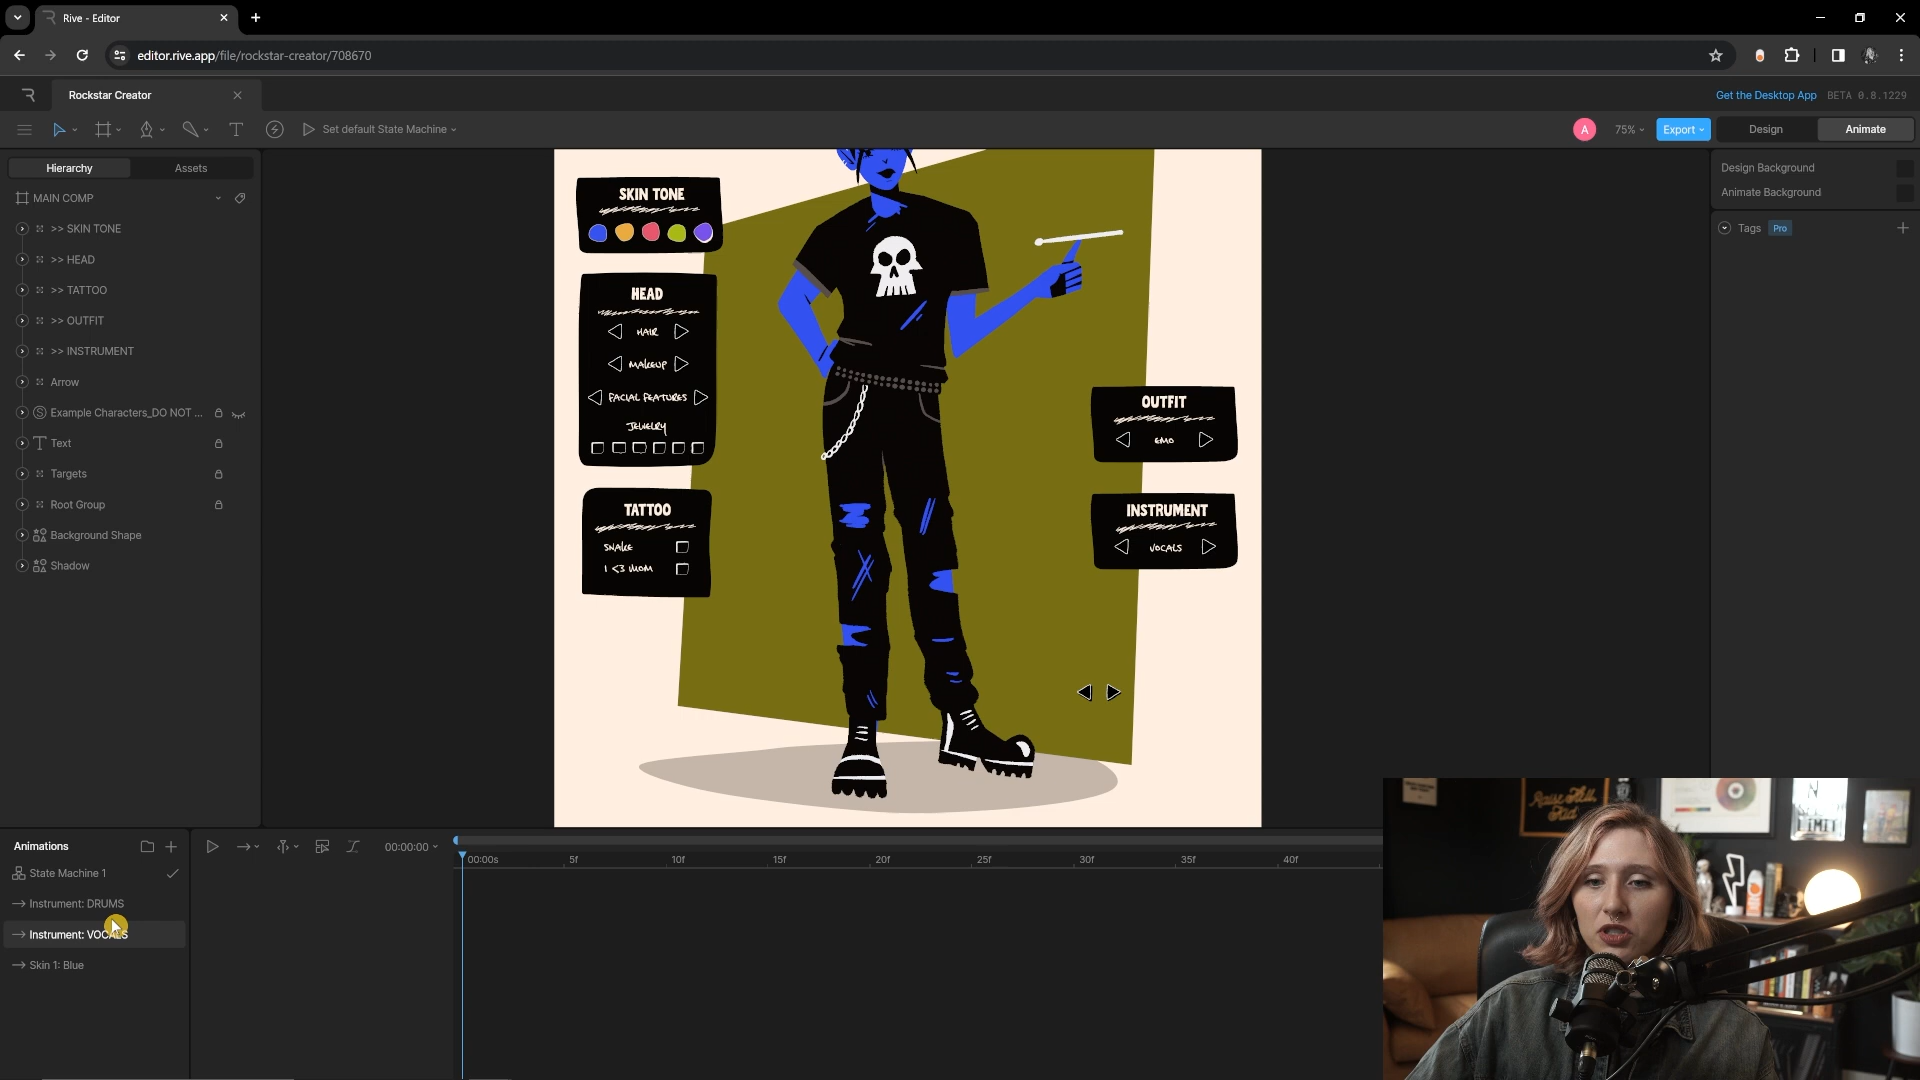 Rive - Editor
editor.rive.app/file/rockstar-creator/708670
Rockstar Creator
Get the Desktop App
BETA 0.8.1229
Set default State Machine
A
75%
Export
Design
Animate
Hierarchy
Assets
MAIN COMP
>> SKIN TONE
>> HEAD
>> TATTOO
>> OUTFIT
>> INSTRUMENT
Arrow
Example Characters_DO NOT ...
Text
Targets
Root Group
Background Shape
Shadow
SKIN TONE
HEAD
HAIR
MAKEUP
FACIAL FEATURES
JEWELRY
TATTOO
SNAKE
I <3 MOM
OUTFIT
EMO
INSTRUMENT
VOCALS
Design Background
Animate Background
Tags
Pro
Animations
State Machine 1
Instrument: DRUMS
Instrument: VOCALS
Skin 1: Blue
00:00:00
00:00s
5f
10f
15f
20f
25f
30f
35f
40f
LIMIT